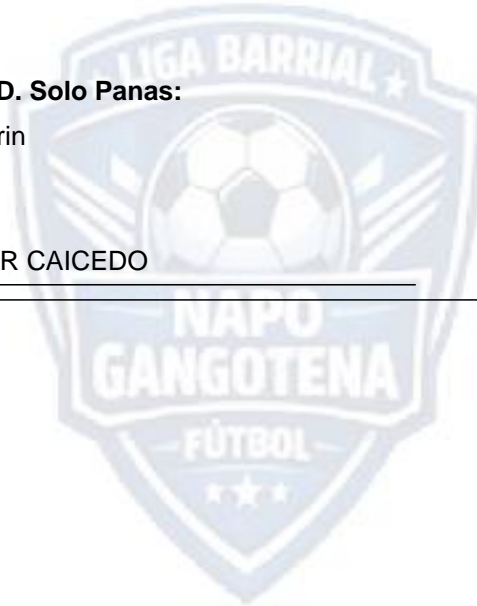 LIGA BARRIAL
D. Solo Panas:
rin
R CAICEDO
NAPO
GANGOTENA
FÚTBOL